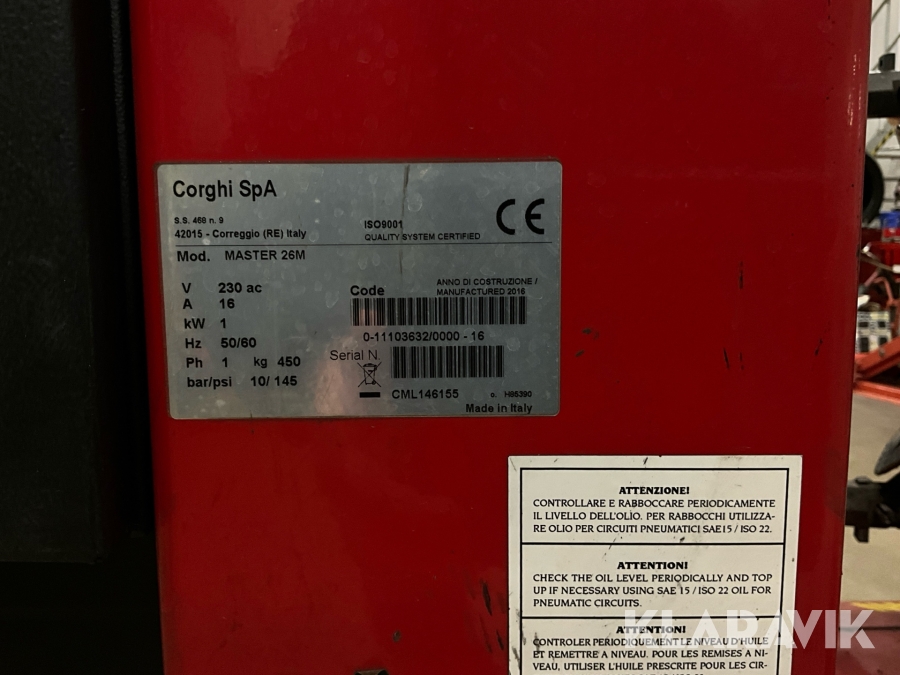 Corghi SpA
S.S. 468 n. 9
42015 - Correggio (RE) Italy
ISO9001
QUALITY SYSTEM CERTIFIED
CE
Mod. MASTER 26M
V 230 ac
A 16
kW 1
Hz 50/60
Ph 1 kg 450
bar/psi 10/ 145
Code
ANNO DI COSTRUZIONE /
MANUFACTURED 2016
0-11103632/0000 - 16
Serial N.
CML146155
o. H86390
Made in Italy
ATTENZIONE!
CONTROLLARE E RABBOCCARE PERIODICAMENTE
IL LIVELLO DELL'OLIO. PER RABBOCCHI UTILIZZA-
RE OLIO PER CIRCUITI PNEUMATICI SAE15 / ISO 22.
ATTENTION!
CHECK THE OIL LEVEL PERIODICALLY AND TOP
UP IF NECESSARY USING SAE 15 / ISO 22 OIL FOR
PNEUMATIC CIRCUITS.
ATTENTION!
CONTROLER PERIODIQUEMENT LE NIVEAU D'HUILE
ET REMETTRE A NIVEAU. POUR LES REMISES A NI-
VEAU, UTILISER L'HUILE PRESCRITE POUR LES CIR-
KLARAVIK